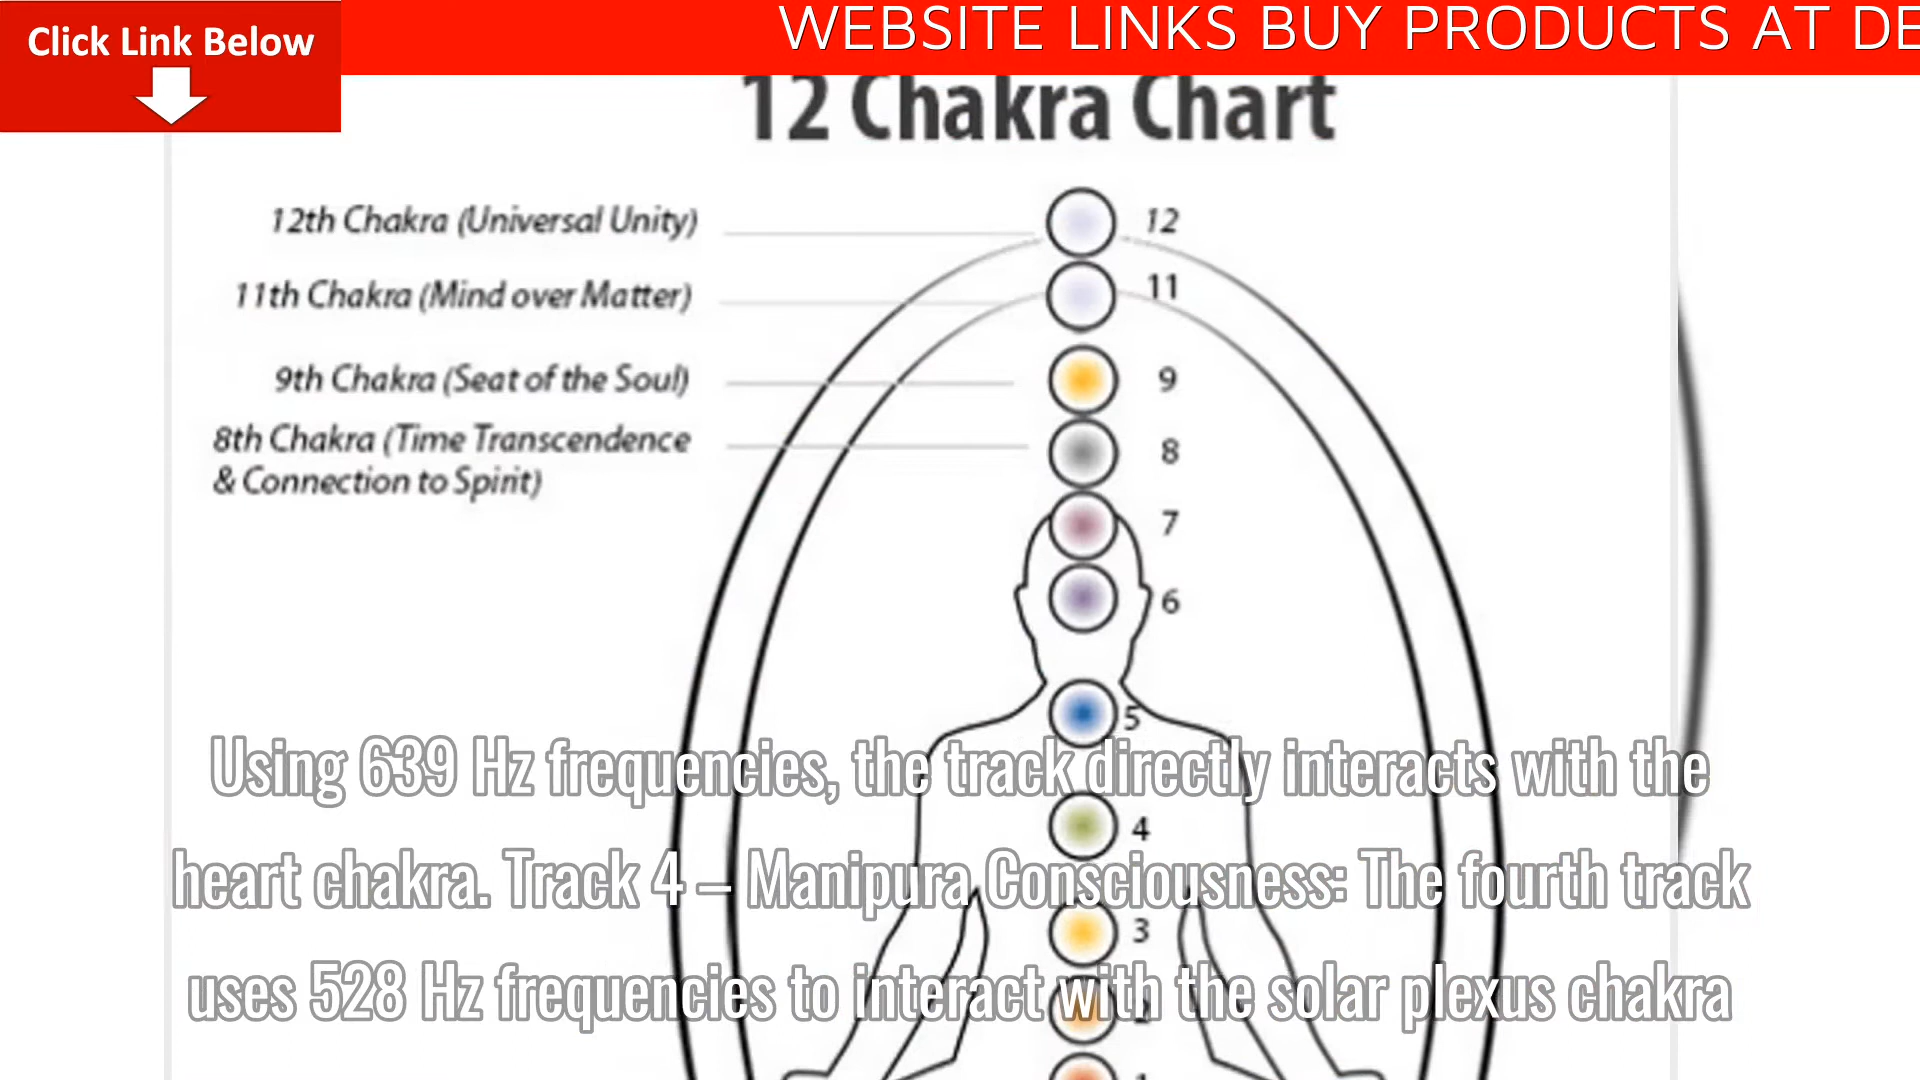 Click Link Below
WEBSITE LINKS BUY PRODUCTS AT DE
12 Chakra Chart
12th Chakra (Universal Unity)
12
11th Chakra (Mind over Matter)
11
9th Chakra (Seat of the Soul)
9
8th Chakra (Time Transcendence
& Connection to Spirit)
8
7
6
5
Using 639 Hz frequencies, the track directly interacts with the
4
heart chakra. Track 4 – Manipura Consciousness: The fourth track
3
uses 528 Hz frequencies to interact with the solar plexus chakra
2
1